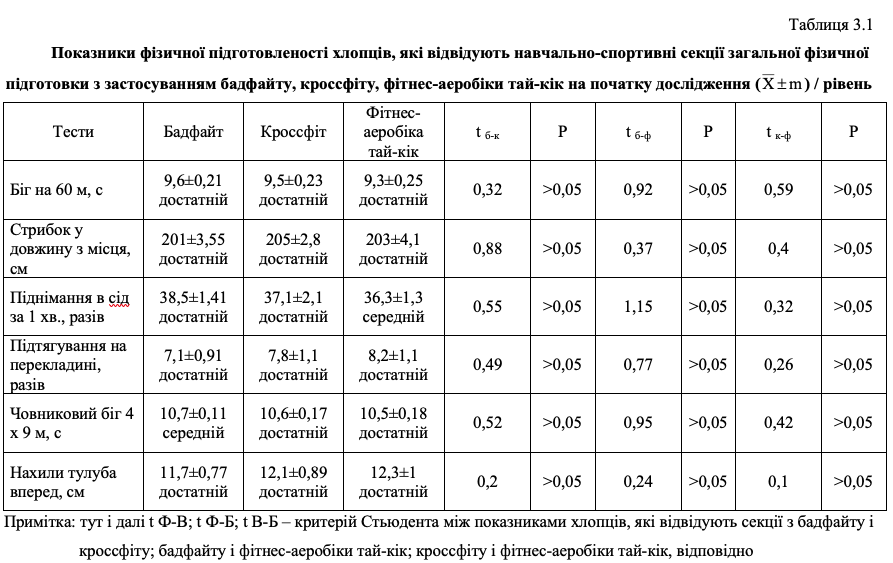 Таблиця 3.1
Показники фізичної підготовленості хлопців, які відвідують навчально-спортивні секції загальної фізичної
підготовки з застосуванням бадфайту, кроссфіту, фітнес-аеробіки тай-кік на початку дослідження (X̅ ± m) / рівень
Тести | Бадфайт | Кроссфіт | Фітнес-аеробіка тай-кік | t б-к | P | t б-ф | P | t к-ф | P
Біг на 60 м, с | 9,6±0,21 достатній | 9,5±0,23 достатній | 9,3±0,25 достатній | 0,32 | >0,05 | 0,92 | >0,05 | 0,59 | >0,05
Стрибок у довжину з місця, см | 201±3,55 достатній | 205±2,8 достатній | 203±4,1 достатній | 0,88 | >0,05 | 0,37 | >0,05 | 0,4 | >0,05
Піднімання в сід за 1 хв., разів | 38,5±1,41 достатній | 37,1±2,1 достатній | 36,3±1,3 середній | 0,55 | >0,05 | 1,15 | >0,05 | 0,32 | >0,05
Підтягування на перекладині, разів | 7,1±0,91 достатній | 7,8±1,1 достатній | 8,2±1,1 достатній | 0,49 | >0,05 | 0,77 | >0,05 | 0,26 | >0,05
Човниковий біг 4 х 9 м, с | 10,7±0,11 середній | 10,6±0,17 достатній | 10,5±0,18 достатній | 0,52 | >0,05 | 0,95 | >0,05 | 0,42 | >0,05
Нахили тулуба вперед, см | 11,7±0,77 достатній | 12,1±0,89 достатній | 12,3±1 достатній | 0,2 | >0,05 | 0,24 | >0,05 | 0,1 | >0,05
Примітка: тут і далі t Ф-В; t Ф-Б; t В-Б – критерій Стьюдента між показниками хлопців, які відвідують секції з бадфайту і
кроссфіту; бадфайту і фітнес-аеробіки тай-кік; кроссфіту і фітнес-аеробіки тай-кік, відповідно